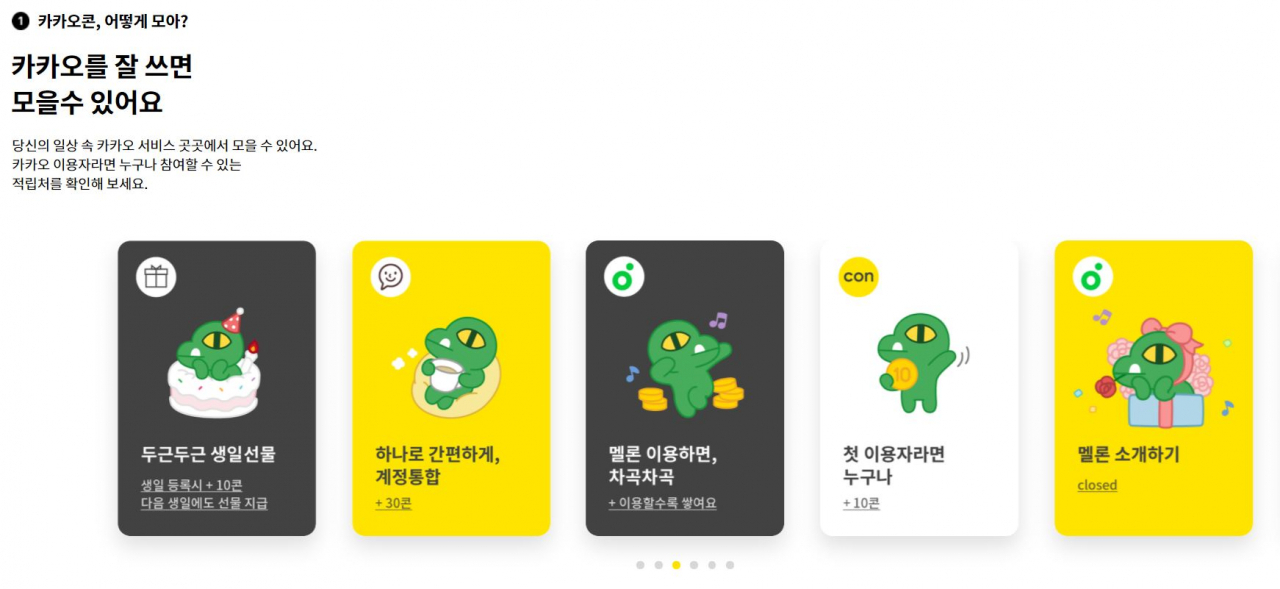 1 카카오콘, 어떻게 모아?
카카오를 잘 쓰면
모을수 있어요
당신의 일상 속 카카오 서비스 곳곳에서 모을 수 있어요.
카카오 이용자라면 누구나 참여할 수 있는
적립처를 확인해 보세요.
두근두근 생일선물
생일 등록시 + 10콘
다음 생일에도 선물 지급
하나로 간편하게,
계정통합
+ 30콘
멜론 이용하면,
차곡차곡
+ 이용할수록 쌓여요
con
10
첫 이용자라면
누구나
+ 10콘
멜론 소개하기
closed